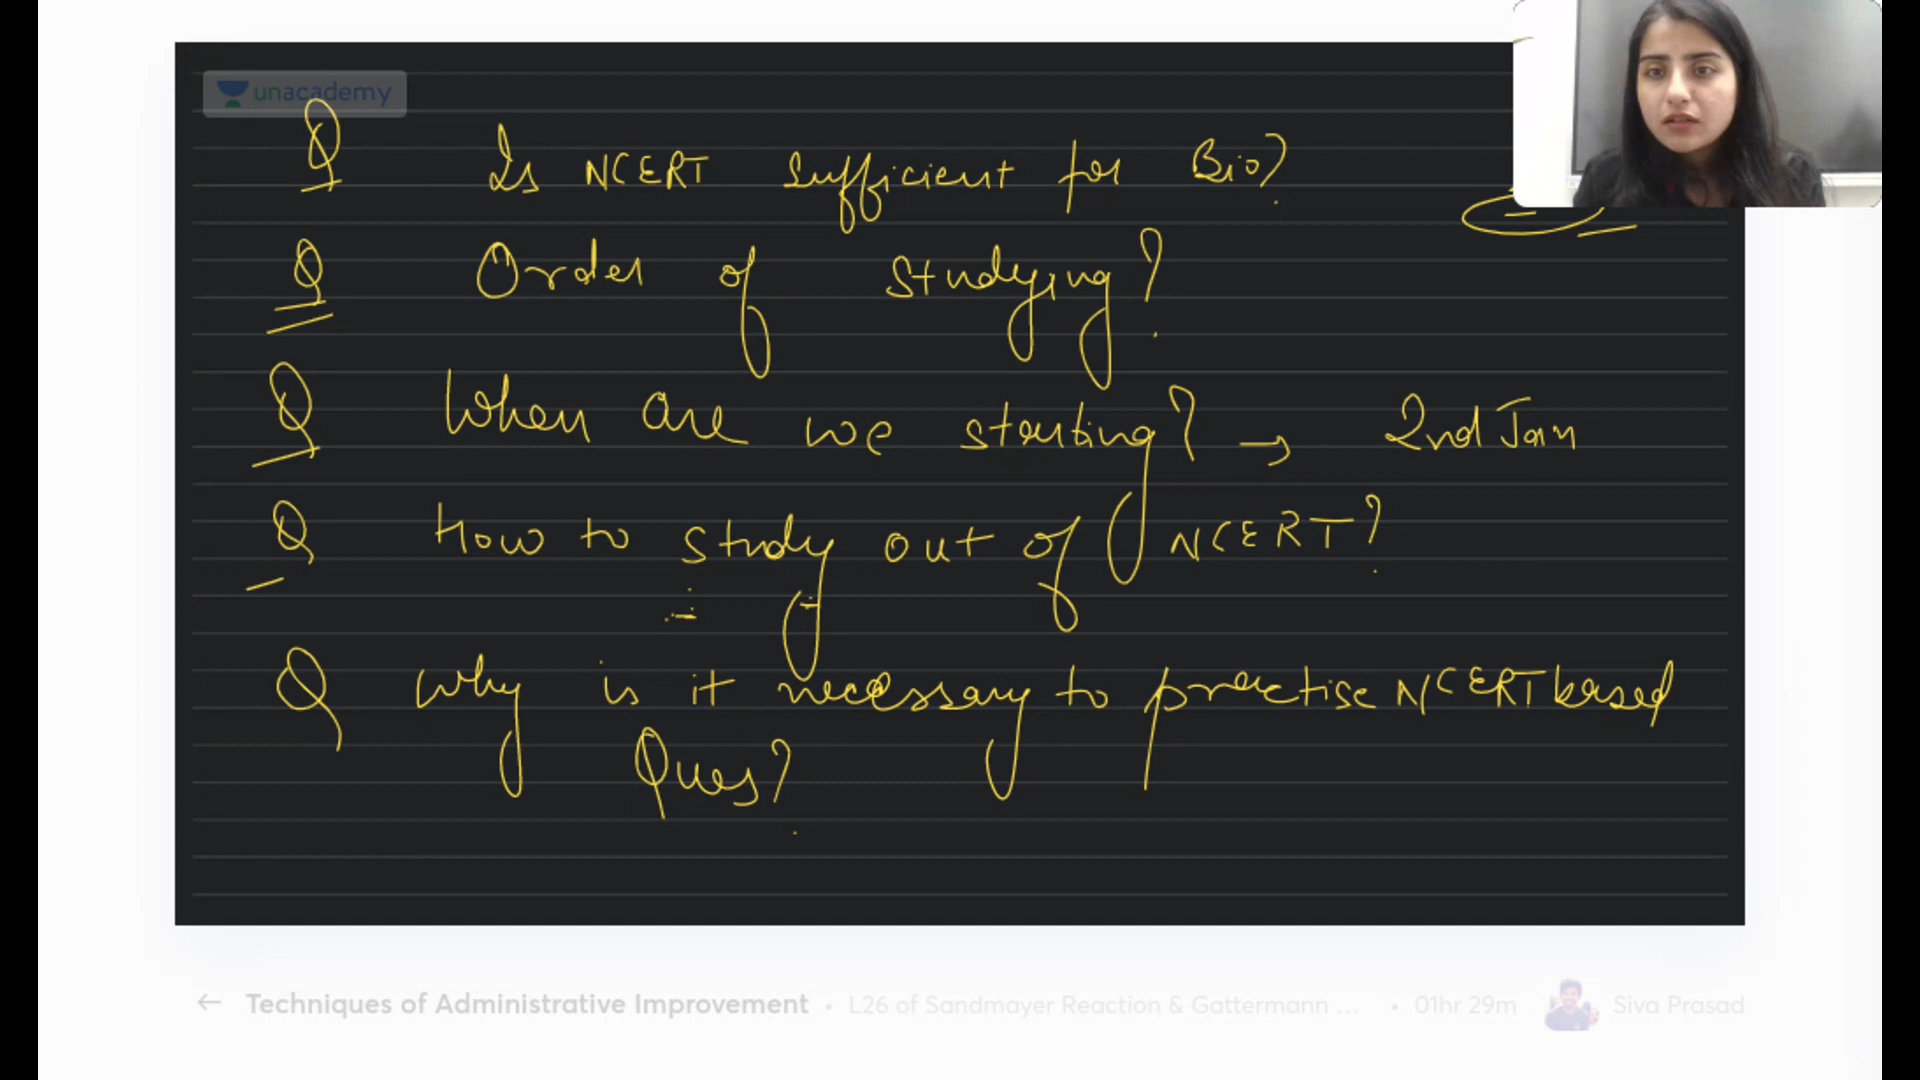 unacademy
Q Is NCERT sufficient for Bio?
Q Order of studying?
Q When are we starting? → 2nd Jan
Q How to study out of NCERT?
Q Why is it necessary to practise NCERT based
Ques?
← Techniques of Administrative Improvement • L26 of Sandmayer Reaction & Gattermann ... • 01hr 29m Siva Prasad